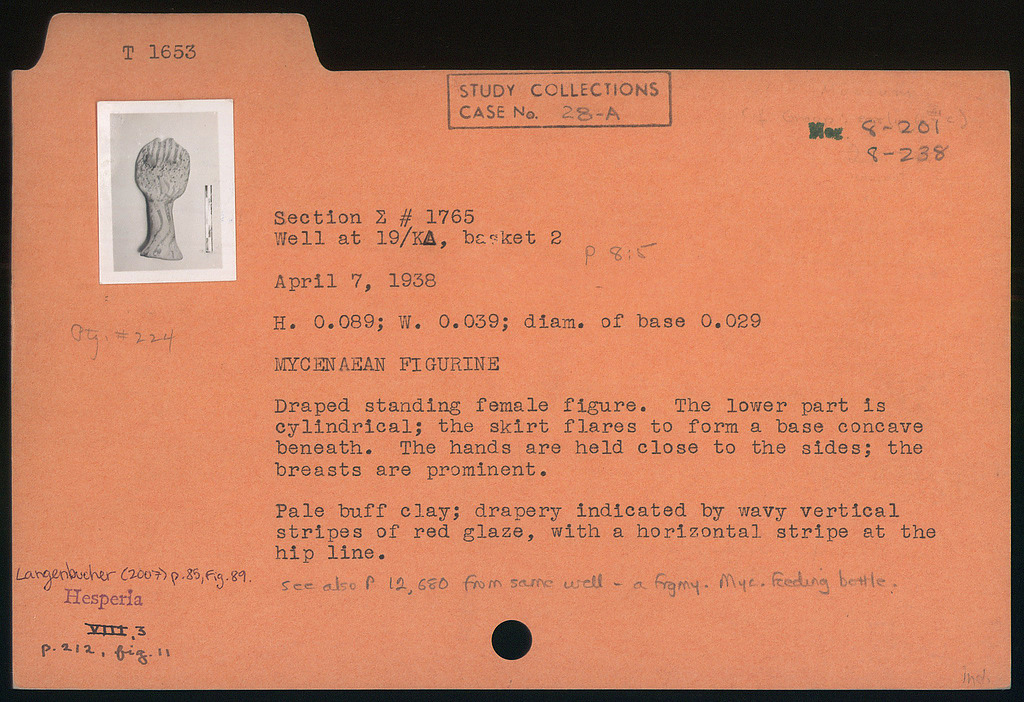 T 1653
STUDY COLLECTIONS
CASE No. 28-A
8-201
8-238
Section Σ # 1765
Well at 19/ΚΔ, basket 2
P 8:5
April 7, 1938
H. 0.089; W. 0.039; diam. of base 0.029
#224
MYCENAEAN FIGURINE
Draped standing female figure. The lower part is
cylindrical; the skirt flares to form a base concave
beneath. The hands are held close to the sides; the
breasts are prominent.
Pale buff clay; drapery indicated by wavy vertical
stripes of red glaze, with a horizontal stripe at the
hip line.
see also P 12,680 from same well - a frgmy. Myc. feeding bottle.
Langenbucher (2007) p.85, Fig. 89.
Hesperia
VIII, 3
p. 212, fig. 11
ind.